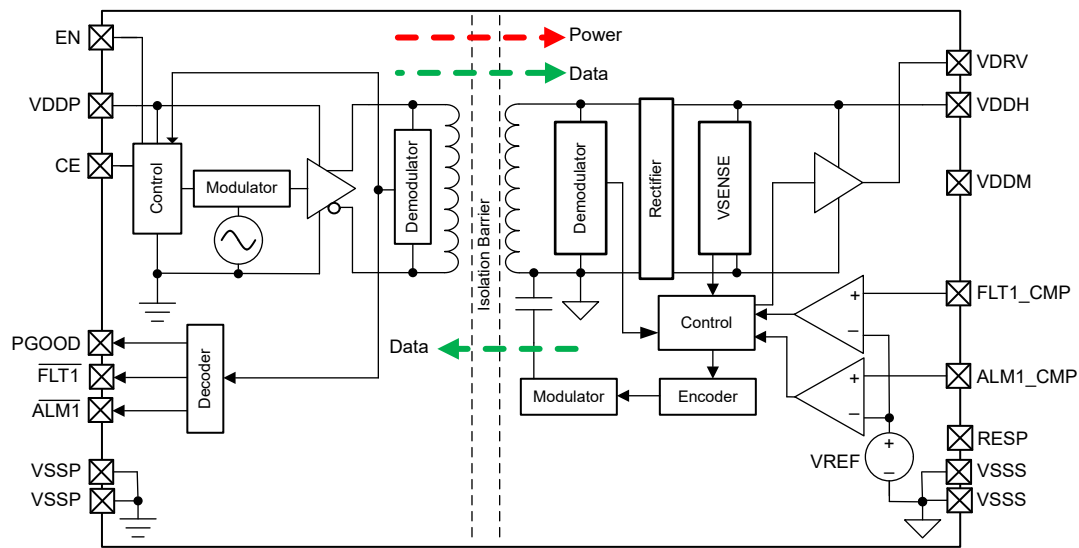 EN
VDDP
CE
Control
Modulator
Demodulator
Power
Data
Isolation Barrier
Demodulator
Rectifier
VSENSE
VDRV
VDDH
VDDM
FLT1_CMP
ALM1_CMP
RESP
VSSS
VSSS
Control
+
−
+
−
Data
Modulator
Encoder
VREF
+
−
PGOOD
FLT1
ALM1
Decoder
VSSP
VSSP